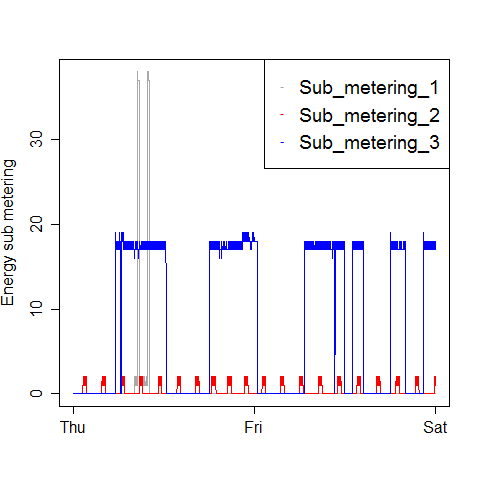 Sub_metering_1
Sub_metering_2
Sub_metering_3
Energy sub metering
30
20
10
0
Thu Fri Sat